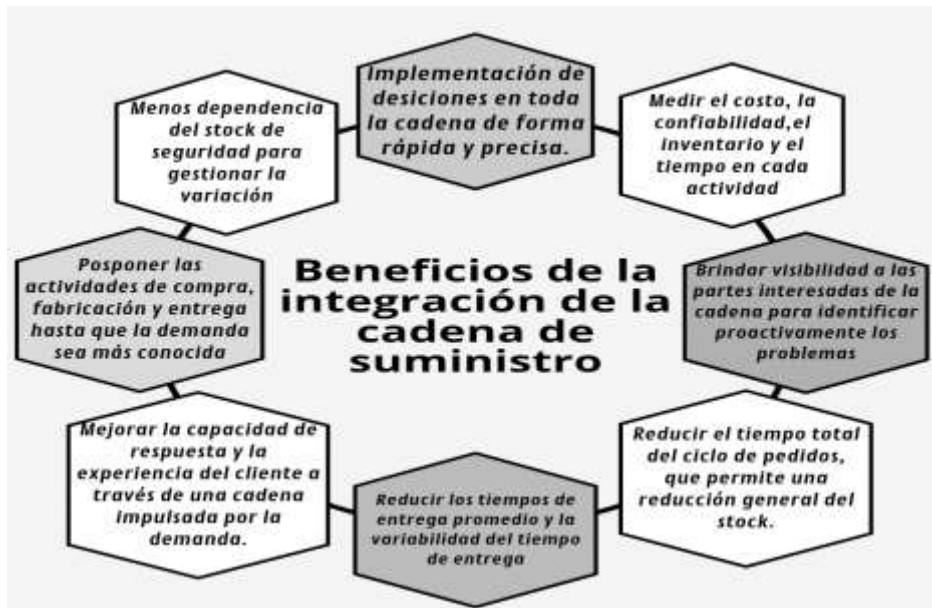 Implementación de
desiciones en toda
la cadena de forma
rápida y precisa.
Medir el costo, la
confiabilidad,el
inventario y el
tiempo en cada
actividad
Brindar visibilidad a las
partes interesadas de la
cadena para identificar
proactivamente los
problemas
Reducir el tiempo total
del ciclo de pedidos,
que permite una
reducción general del
stock.
Reducir los tiempos de
entrega promedio y la
variabilidad del tiempo
de entrega
Mejorar la capacidad de
respuesta y la
experiencia del cliente a
través de una cadena
impulsada por la
demanda.
Posponer las
actividades de compra,
fabricación y entrega
hasta que la demanda
sea más conocida
Menos dependencia
del stock de
seguridad para
gestionar la
variación
Beneficios de la
integración de la
cadena de
suministro